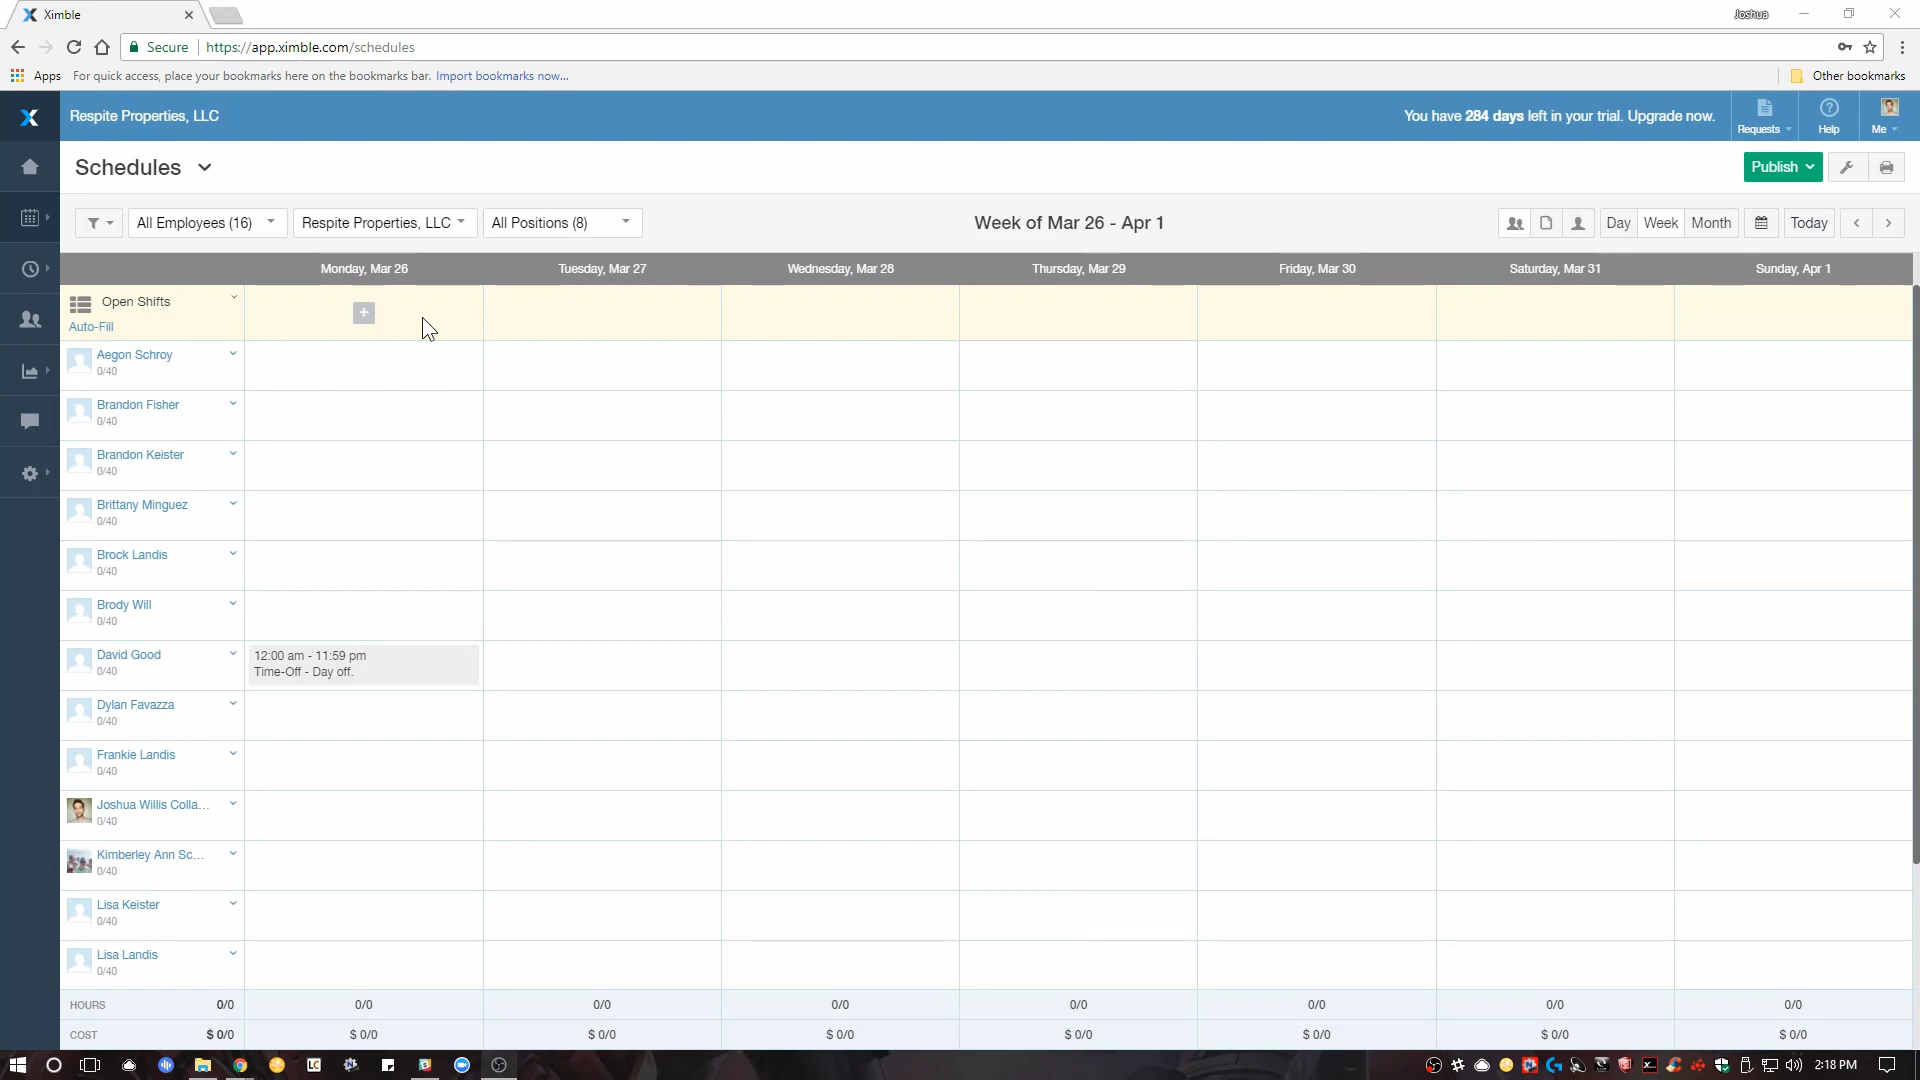 Ximble
Joshua
Secure https://app.ximble.com/schedules
Apps For quick access, place your bookmarks here on the bookmarks bar. Import bookmarks now... Other bookmarks
Respite Properties, LLC
You have 284 days left in your trial. Upgrade now.
Requests
Help
Me
Schedules
Publish
All Employees (16)
Respite Properties, LLC
All Positions (8)
Week of Mar 26 - Apr 1
Day Week Month
Today
Monday, Mar 26 Tuesday, Mar 27 Wednesday, Mar 28 Thursday, Mar 29 Friday, Mar 30 Saturday, Mar 31 Sunday, Apr 1
Open Shifts
Auto-Fill
Aegon Schroy
0/40
Brandon Fisher
0/40
Brandon Keister
0/40
Brittany Minguez
0/40
Brock Landis
0/40
Brody Will
0/40
David Good
0/40
12:00 am - 11:59 pm
Time-Off - Day off.
Dylan Favazza
0/40
Frankie Landis
0/40
Joshua Willis Colla...
0/40
Kimberley Ann Sc...
0/40
Lisa Keister
0/40
Lisa Landis
0/40
HOURS 0/0 0/0 0/0 0/0 0/0 0/0 0/0 0/0
COST $ 0/0 $ 0/0 $ 0/0 $ 0/0 $ 0/0 $ 0/0 $ 0/0 $ 0/0
LC
2:18 PM